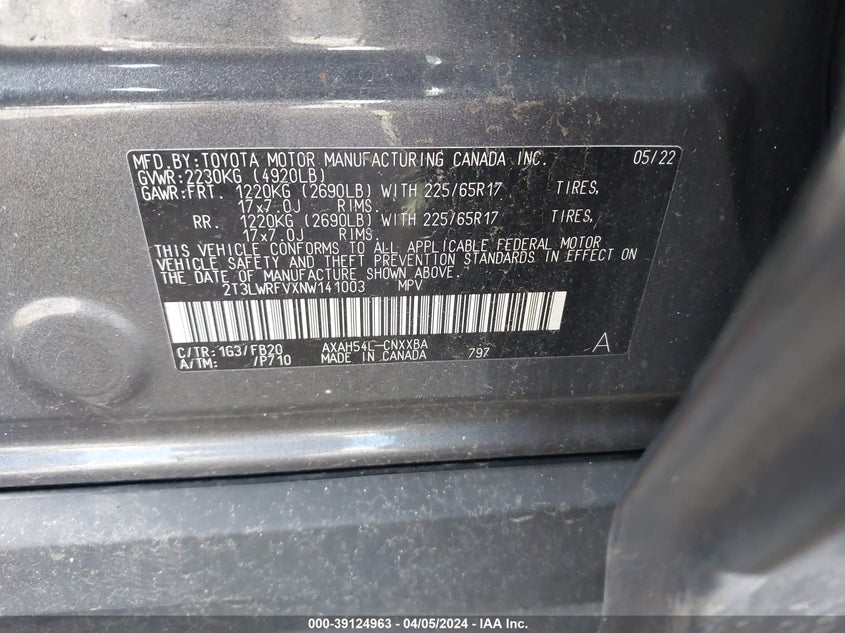 MFD.BY:TOYOTA MOTOR MANUFACTURING CANADA INC. 05/22
GVWR:2230KG (4920LB)
GAWR:FRT. 1220KG (2690LB) WITH 225/65R17 TIRES,
17x7.0J RIMS.
RR. 1220KG (2690LB) WITH 225/65R17 TIRES,
17x7.0J RIMS.
THIS VEHICLE CONFORMS TO ALL APPLICABLE FEDERAL MOTOR
VEHICLE SAFETY AND THEFT PREVENTION STANDARDS IN EFFECT ON
THE DATE OF MANUFACTURE SHOWN ABOVE.
2T3LWRFVXNW141003 MPV
C/TR:1G3/FB20 AXAH54L-CNXXBA 797 A
A/TM: /P710 MADE IN CANADA
000-39124963 - 04/05/2024 - IAA Inc.